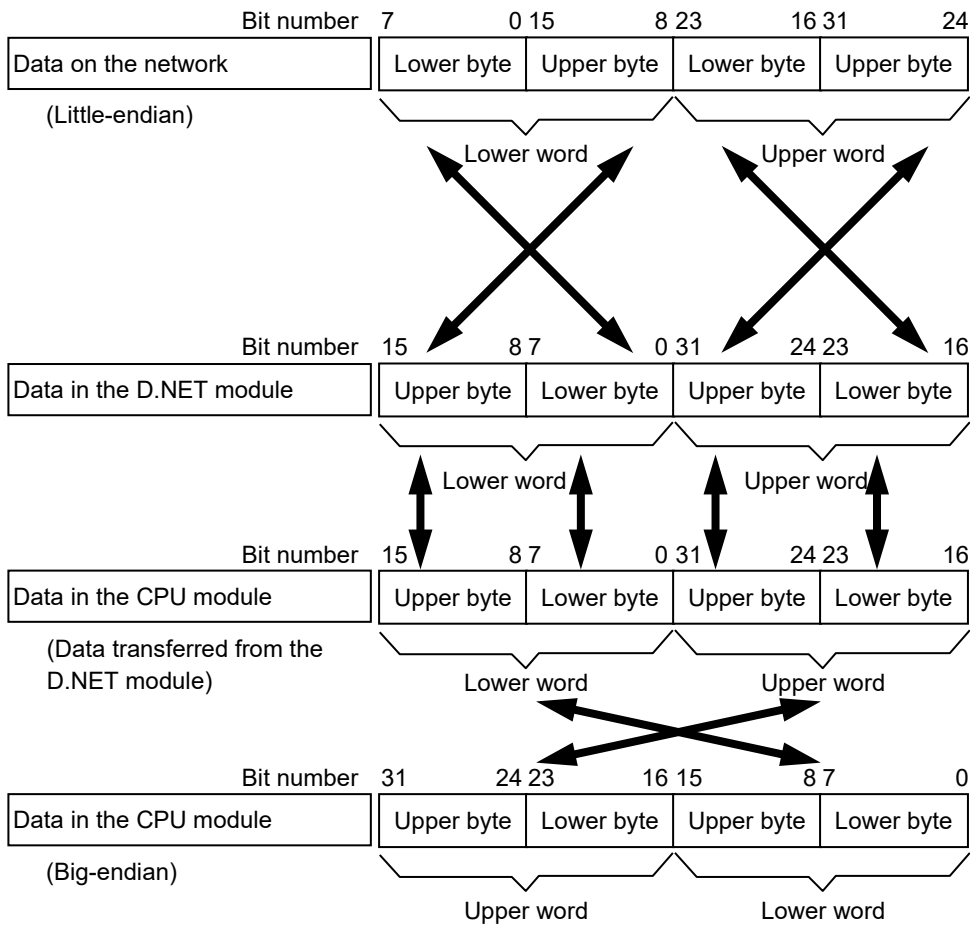 Bit number 7 0 15 8 23 16 31 24
Data on the network Lower byte Upper byte Lower byte Upper byte
(Little-endian)
Lower word Upper word
Bit number 15 8 7 0 31 24 23 16
Data in the D.NET module Upper byte Lower byte Upper byte Lower byte
Lower word Upper word
Bit number 15 8 7 0 31 24 23 16
Data in the CPU module Upper byte Lower byte Upper byte Lower byte
(Data transferred from the
D.NET module)
Lower word Upper word
Bit number 31 24 23 16 15 8 7 0
Data in the CPU module Upper byte Lower byte Upper byte Lower byte
(Big-endian)
Upper word Lower word